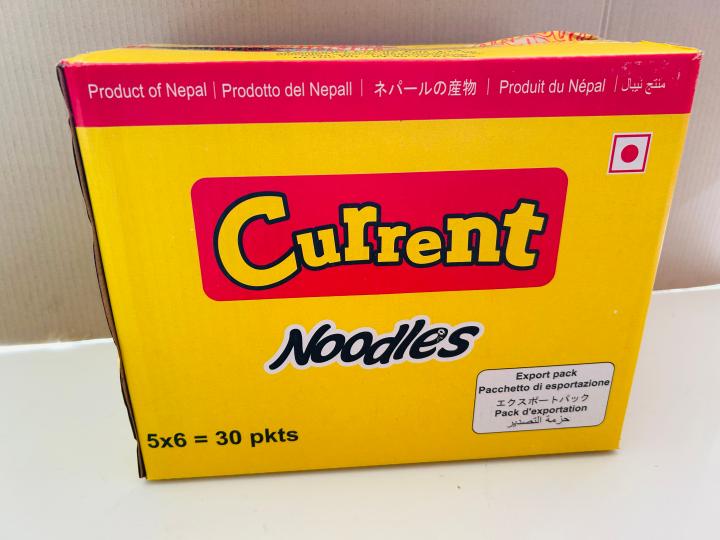 Product of Nepal | Prodotto del Nepall | ネパールの産物 | Produit du Népal | منتج نيبال
Current
Noodles
Export pack
Pacchetto di esportazione
エクスポートパック
Pack d'exportation
حزمة التصدير
5x6 = 30 pkts